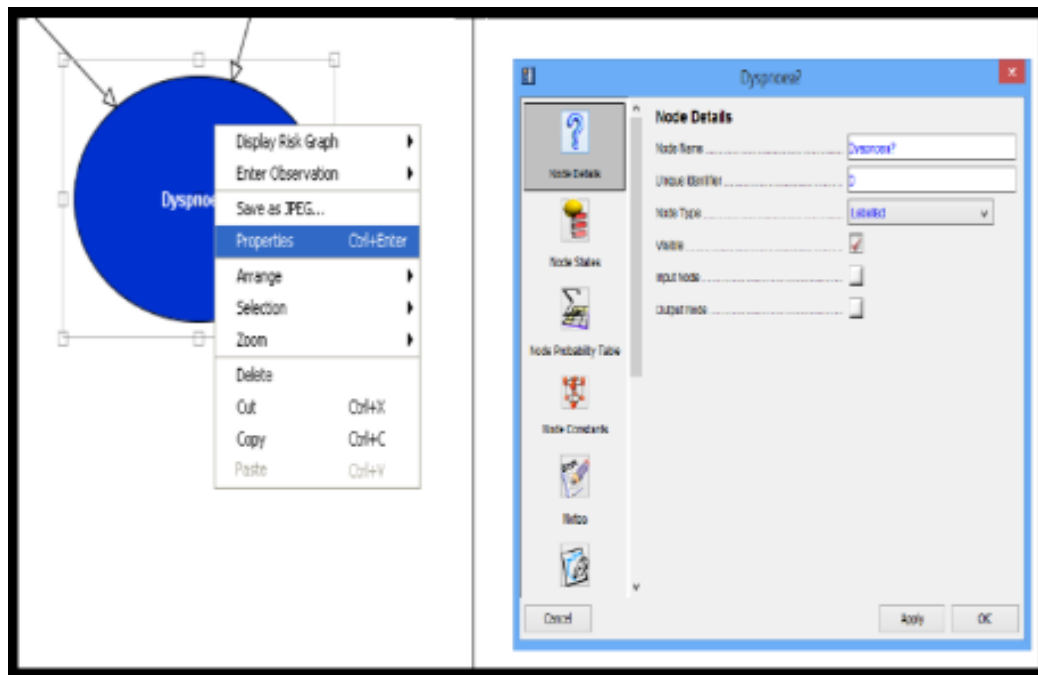 Dyspnoe
Display Risk Graph
Enter Observation
Save as JPEG...
Properties Ctrl+Enter
Arrange
Selection
Zoom
Delete
Cut Ctrl+X
Copy Ctrl+C
Paste Ctrl+V
Dyspnoea?
Node Details
Node States
Node Probability Table
Node Constants
Notes
Node Details
Node Name Dyspnoea?
Unique Identifier D
Node Type Labelled
Visible
Input Node
Output Node
Cancel
Apply OK